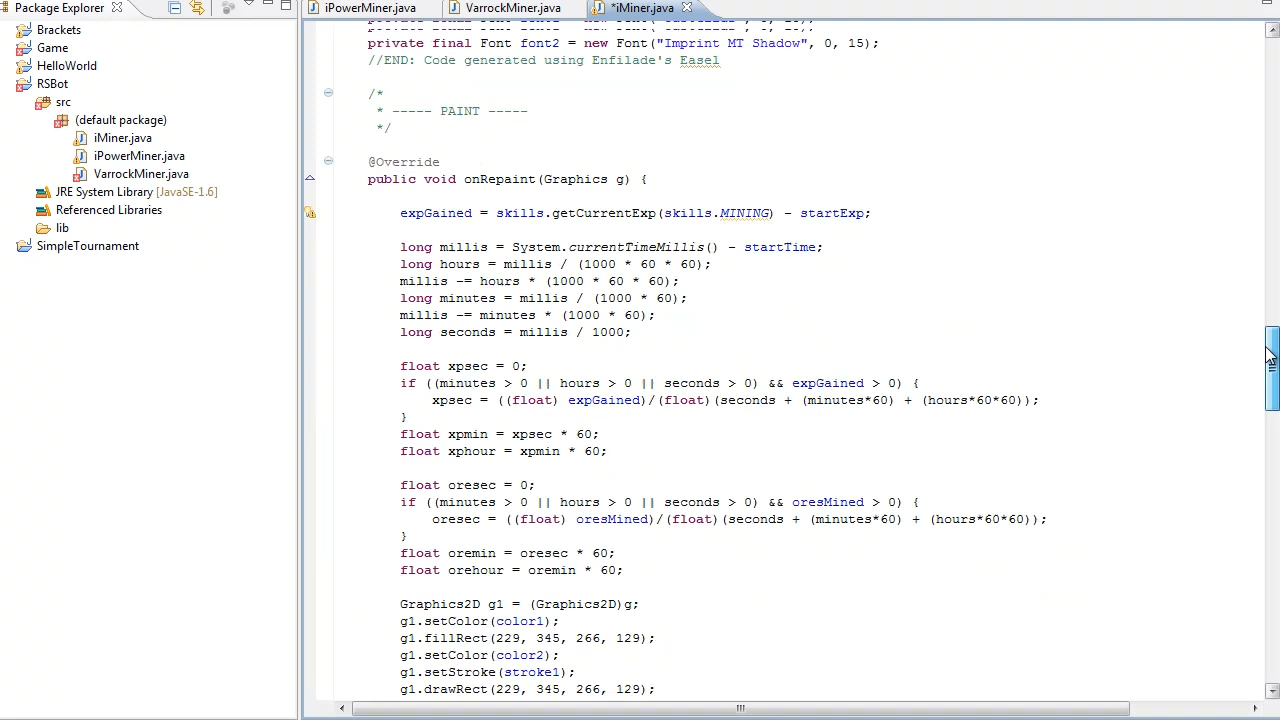 Package Explorer
iPowerMiner.java
VarrockMiner.java
*iMiner.java
Brackets
Game
HelloWorld
RSBot
src
(default package)
iMiner.java
iPowerMiner.java
VarrockMiner.java
JRE System Library [JavaSE-1.6]
Referenced Libraries
lib
SimpleTournament
private final Font font2 = new Font("Imprint MT Shadow", 0, 15);
//END: Code generated using Enfilade's Easel
/*
* ----- PAINT -----
*/
@Override
public void onRepaint(Graphics g) {
expGained = skills.getCurrentExp(skills.MINING) - startExp;
long millis = System.currentTimeMillis() - startTime;
long hours = millis / (1000 * 60 * 60);
millis -= hours * (1000 * 60 * 60);
long minutes = millis / (1000 * 60);
millis -= minutes * (1000 * 60);
long seconds = millis / 1000;
float xpsec = 0;
if ((minutes > 0 || hours > 0 || seconds > 0) && expGained > 0) {
xpsec = ((float) expGained)/(float)(seconds + (minutes*60) + (hours*60*60));
}
float xpmin = xpsec * 60;
float xphour = xpmin * 60;
float oresec = 0;
if ((minutes > 0 || hours > 0 || seconds > 0) && oresMined > 0) {
oresec = ((float) oresMined)/(float)(seconds + (minutes*60) + (hours*60*60));
}
float oremin = oresec * 60;
float orehour = oremin * 60;
Graphics2D g1 = (Graphics2D)g;
g1.setColor(color1);
g1.fillRect(229, 345, 266, 129);
g1.setColor(color2);
g1.setStroke(stroke1);
g1.drawRect(229, 345, 266, 129);